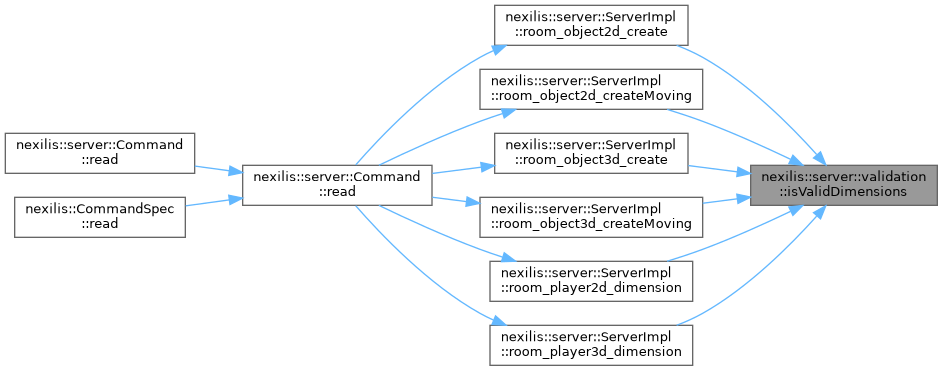 nexilis::server::ServerImpl
::room_object2d_create
nexilis::server::ServerImpl
::room_object2d_createMoving
nexilis::server::Command
::read
nexilis::server::ServerImpl
::room_object3d_create
nexilis::server::Command
::read
nexilis::server::validation
::isValidDimensions
nexilis::CommandSpec
::read
nexilis::server::ServerImpl
::room_object3d_createMoving
nexilis::server::ServerImpl
::room_player2d_dimension
nexilis::server::ServerImpl
::room_player3d_dimension